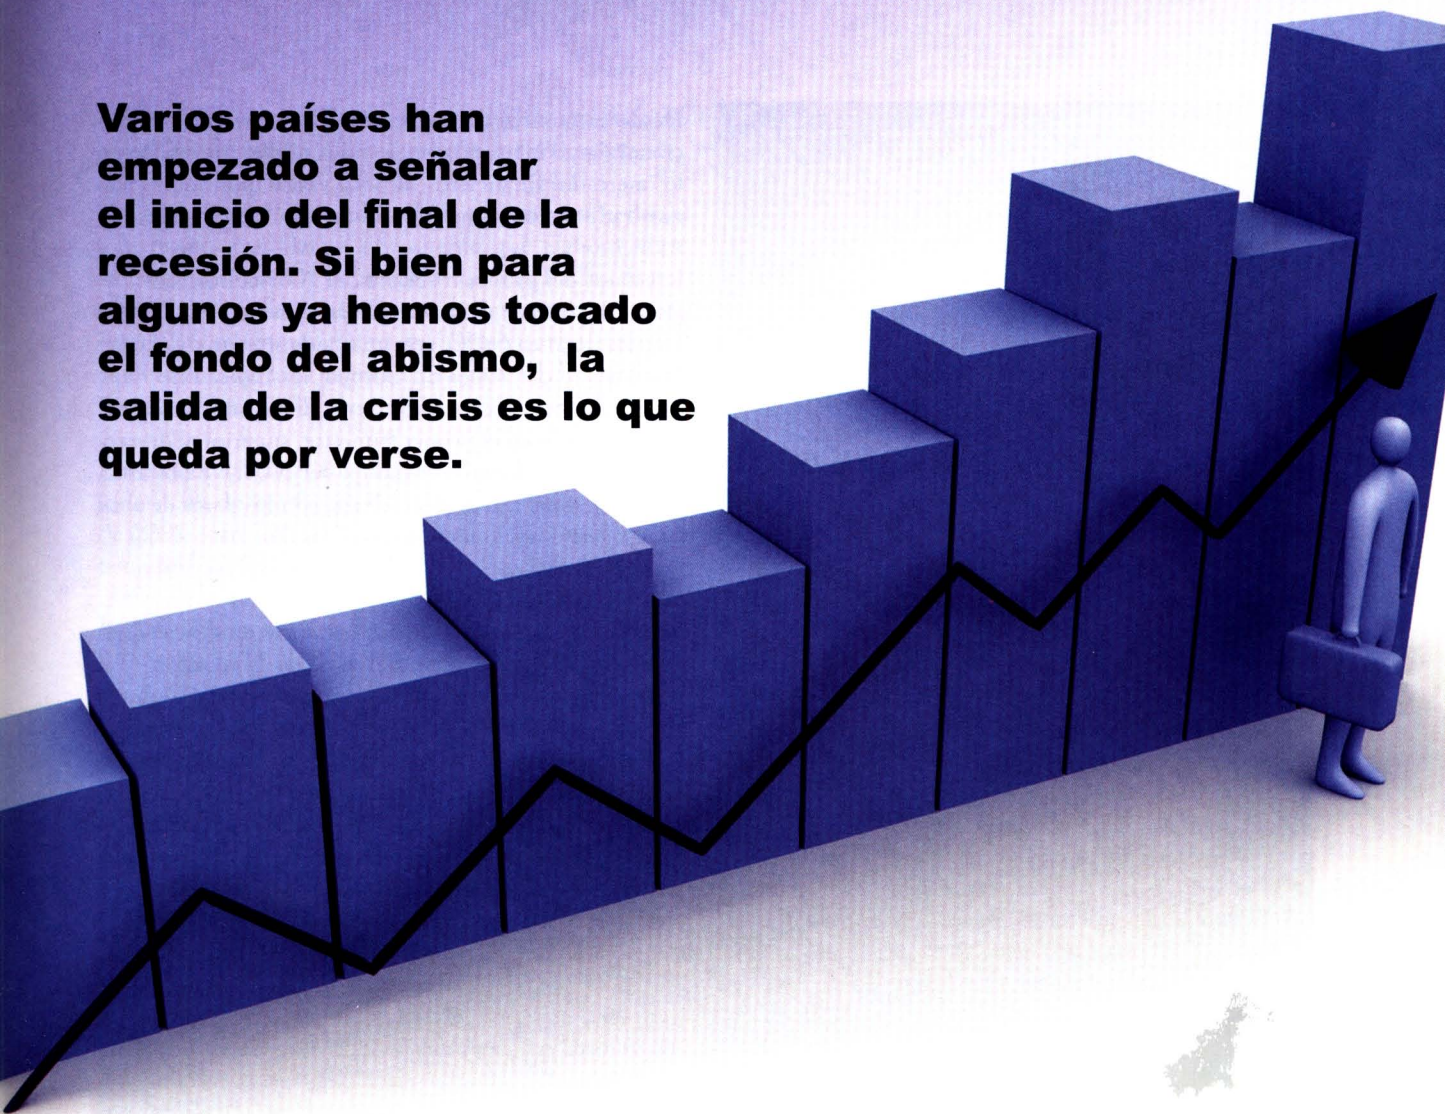 Varios países han
empezado a señalar
el inicio del final de la
recesión. Si bien para
algunos ya hemos tocado
el fondo del abismo, la
salida de la crisis es lo que
queda por verse.